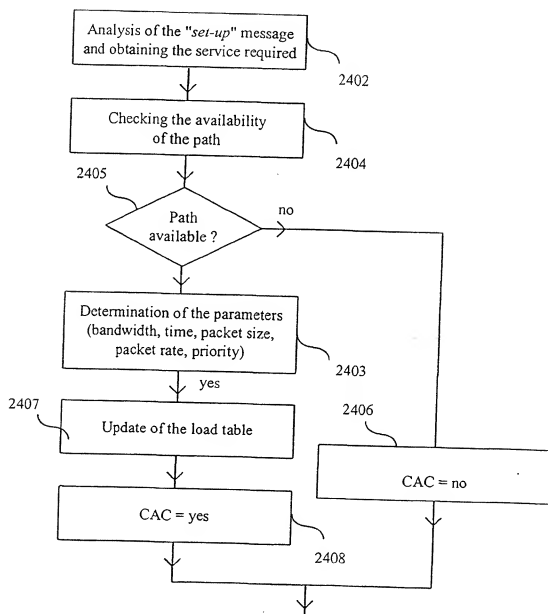 Analysis of the "set-up" message
and obtaining the service required
2402
Checking the availability
of the path
2404
2405
Path
available ?
no
Determination of the parameters
(bandwidth, time, packet size,
packet rate, priority)
2403
yes
2407
Update of the load table
2406
CAC = no
CAC = yes
2408